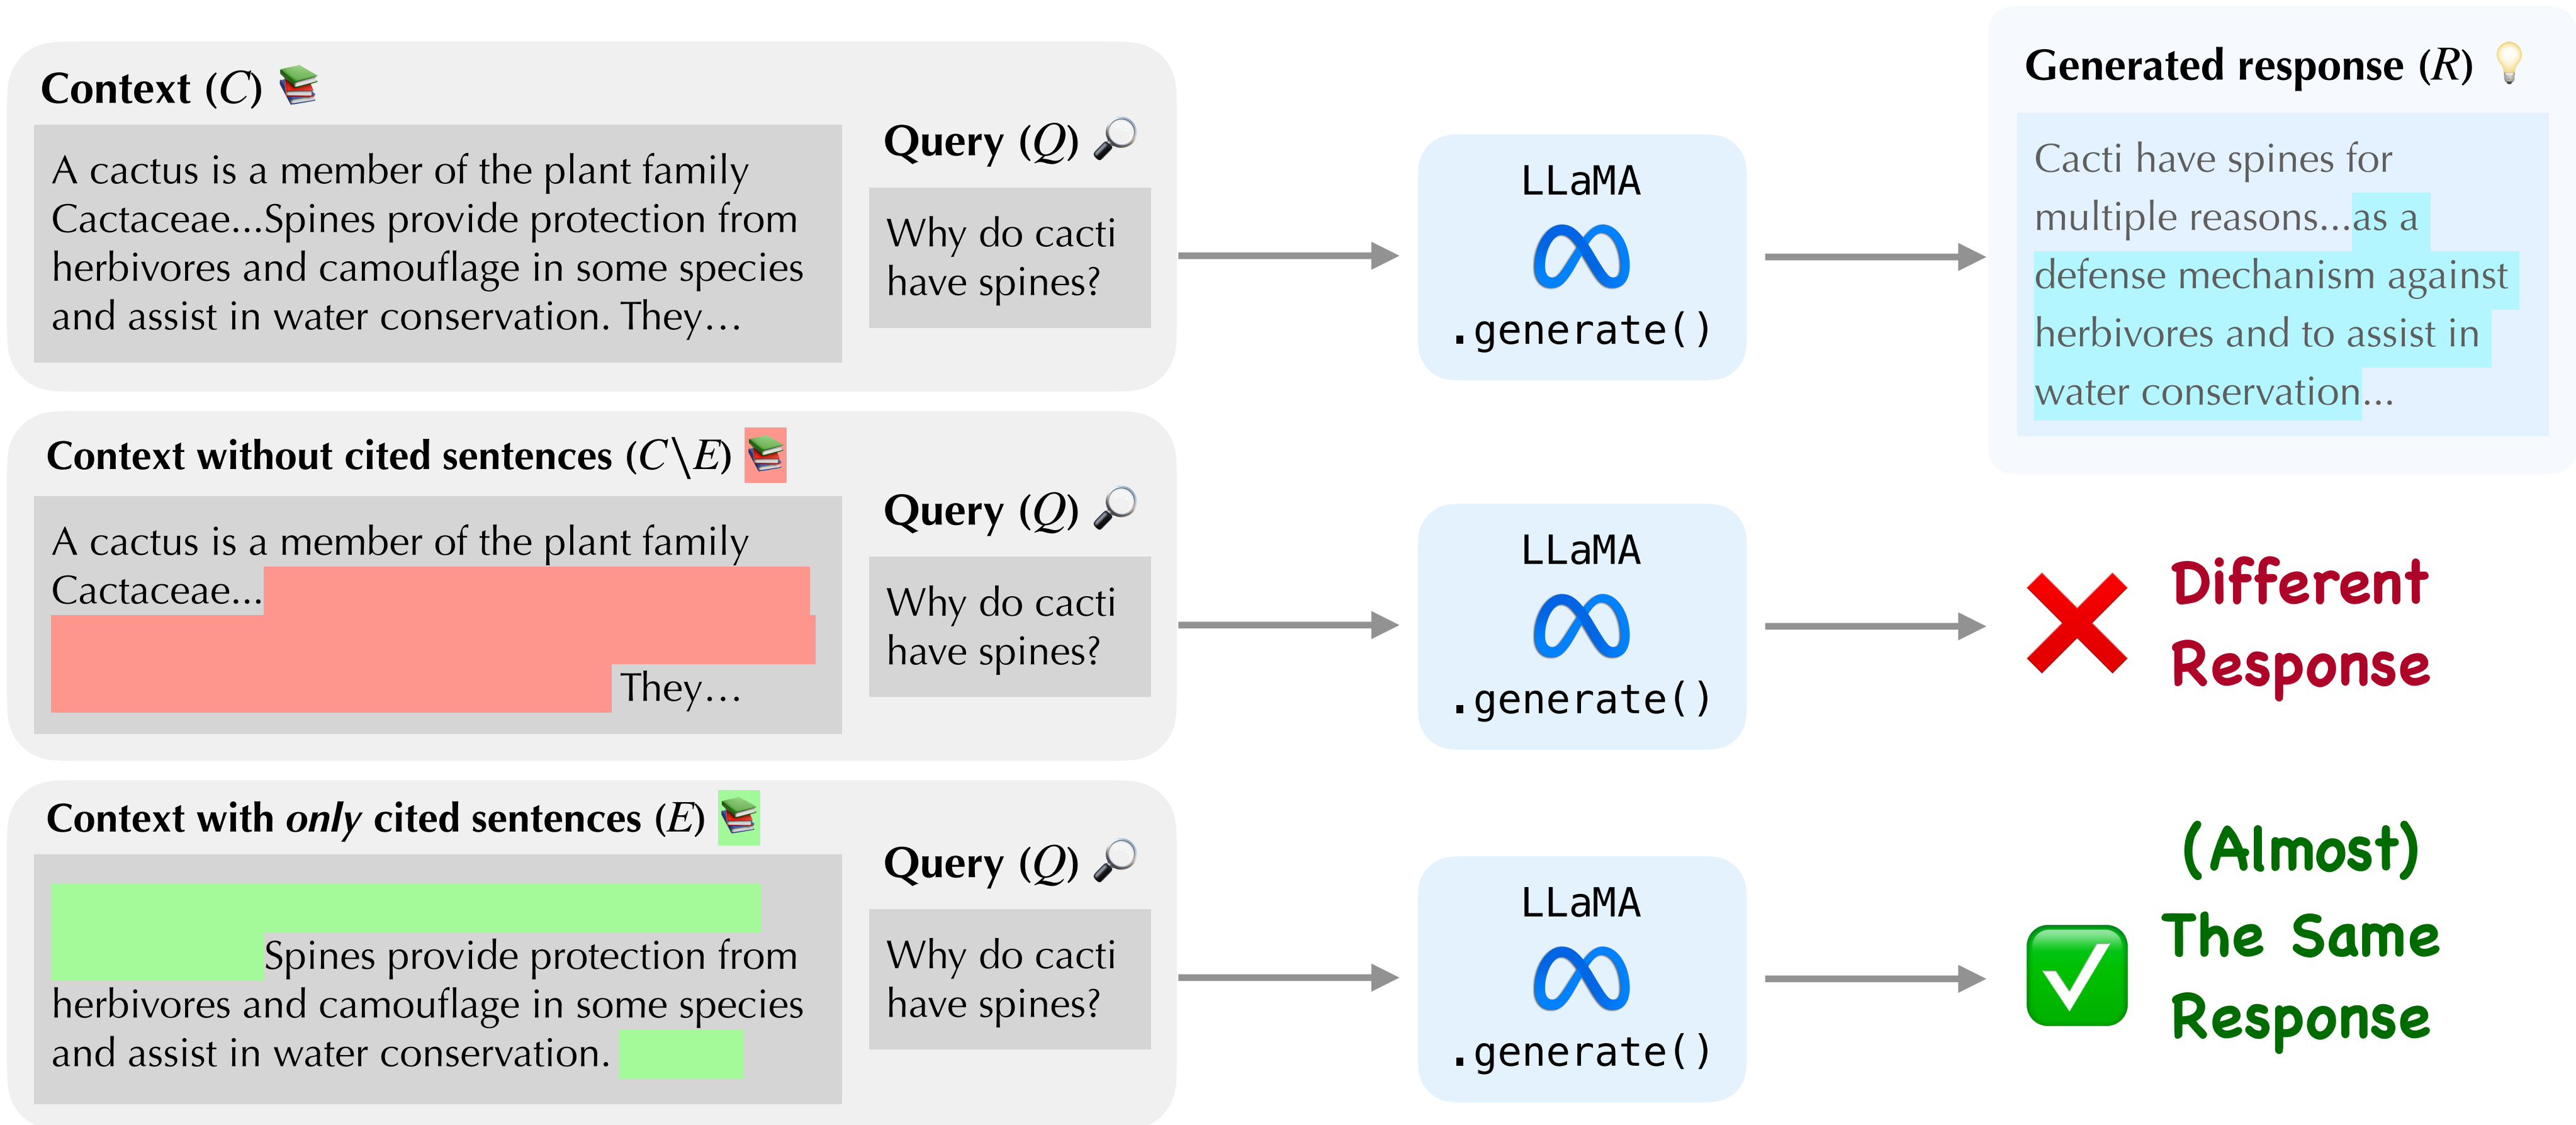 Context (C)
A cactus is a member of the plant family
Cactaceae...Spines provide protection from
herbivores and camouflage in some species
and assist in water conservation. They…
Query (Q)
Why do cacti
have spines?
LLaMA
.generate()
Generated response (R)
Cacti have spines for
multiple reasons...as a
defense mechanism against
herbivores and to assist in
water conservation...
Context without cited sentences (C\E)
A cactus is a member of the plant family
Cactaceae...
They…
Query (Q)
Why do cacti
have spines?
LLaMA
.generate()
Different
Response
Context with only cited sentences (E)
Spines provide protection from
herbivores and camouflage in some species
and assist in water conservation.
Query (Q)
Why do cacti
have spines?
LLaMA
.generate()
(Almost)
The Same
Response